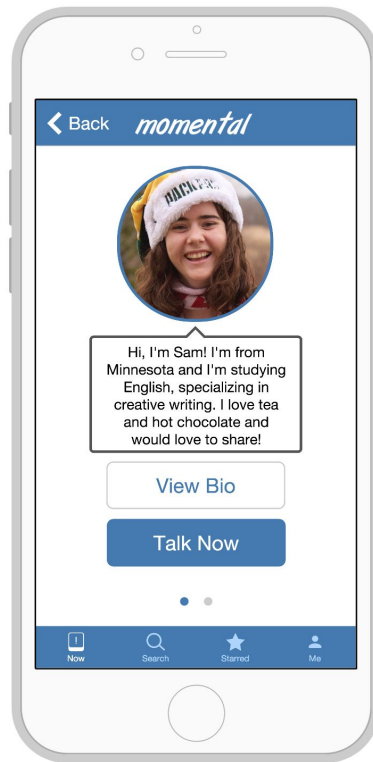 Back momental
PACKERS
Hi, I'm Sam! I'm from
Minnesota and I'm studying
English, specializing in
creative writing. I love tea
and hot chocolate and
would love to share!
View Bio
Talk Now
Now Search Starred Me